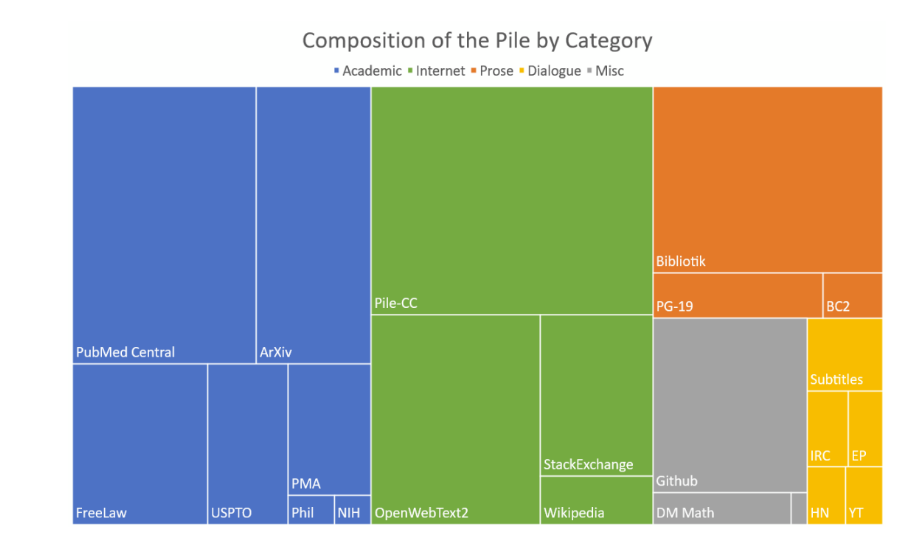 Composition of the Pile by Category
Academic Internet Prose Dialogue Misc
Bibliotik
Pile-CC
PG-19
BC2
PubMed Central
ArXiv
Subtitles
IRC
EP
StackExchange
Github
PMA
FreeLaw
USPTO
Phil
NIH
OpenWebText2
Wikipedia
DM Math
HN
YT